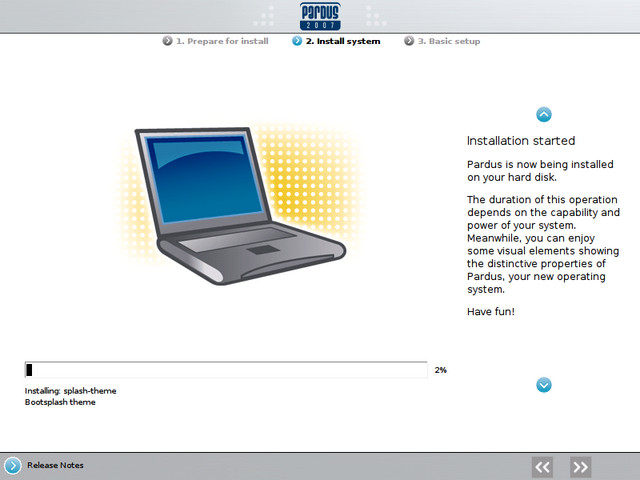 PARDUS
2007
1. Prepare for install
2. Install system
3. Basic setup
Installation started
Pardus is now being installed
on your hard disk.
The duration of this operation
depends on the capability and
power of your system.
Meanwhile, you can enjoy
some visual elements showing
the distinctive properties of
Pardus, your new operating
system.
Have fun!
2%
Installing: splash-theme
Bootsplash theme
Release Notes